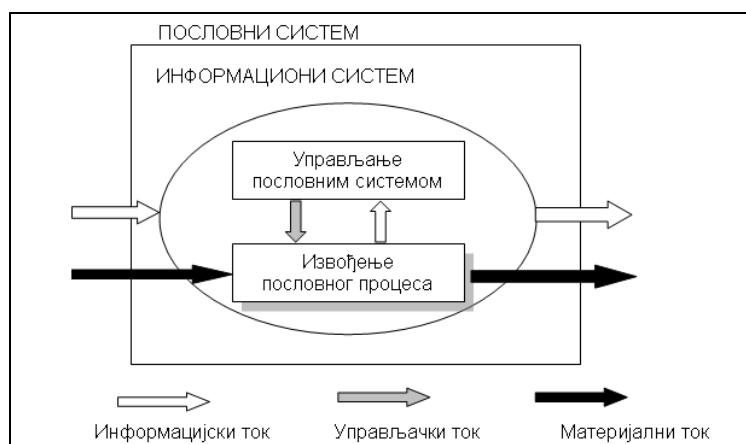 ПОСЛОВНИ СИСТЕМ
ИНФОРМАЦИОНИ СИСТЕМ
Управљање
пословним системом
Извођење
пословног процеса
Информацијски ток
Управљачки ток
Материјални ток